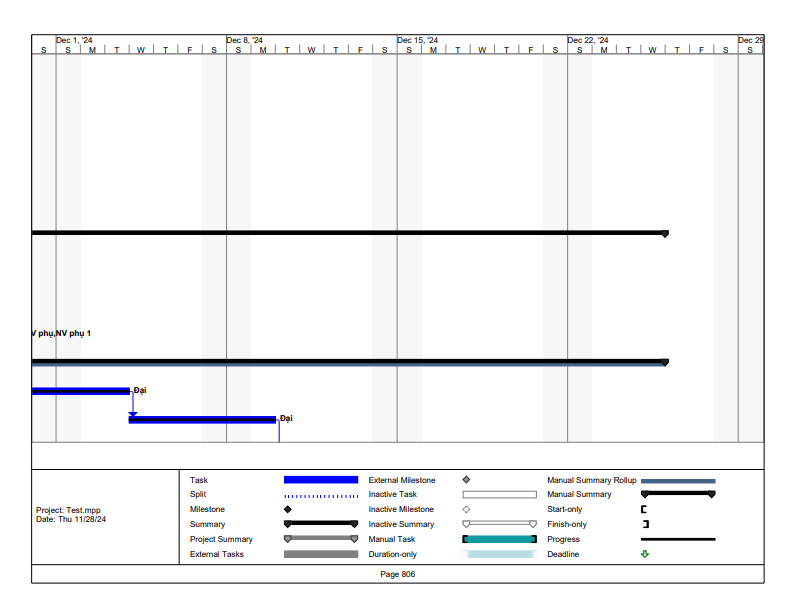 Dec 1, '24 Dec 8, '24 Dec 15, '24 Dec 22, '24 Dec 29
S S M T W T F S S M T W T F S S M T W T F S S M T W T F S S
V phụ,NV phụ 1
Đại
Đại
Project: Test.mpp
Date: Thu 11/28/24
Task
Split
Milestone
Summary
Project Summary
External Tasks
External Milestone
Inactive Task
Inactive Milestone
Inactive Summary
Manual Task
Duration-only
Manual Summary Rollup
Manual Summary
Start-only
Finish-only
Progress
Deadline
Page 806